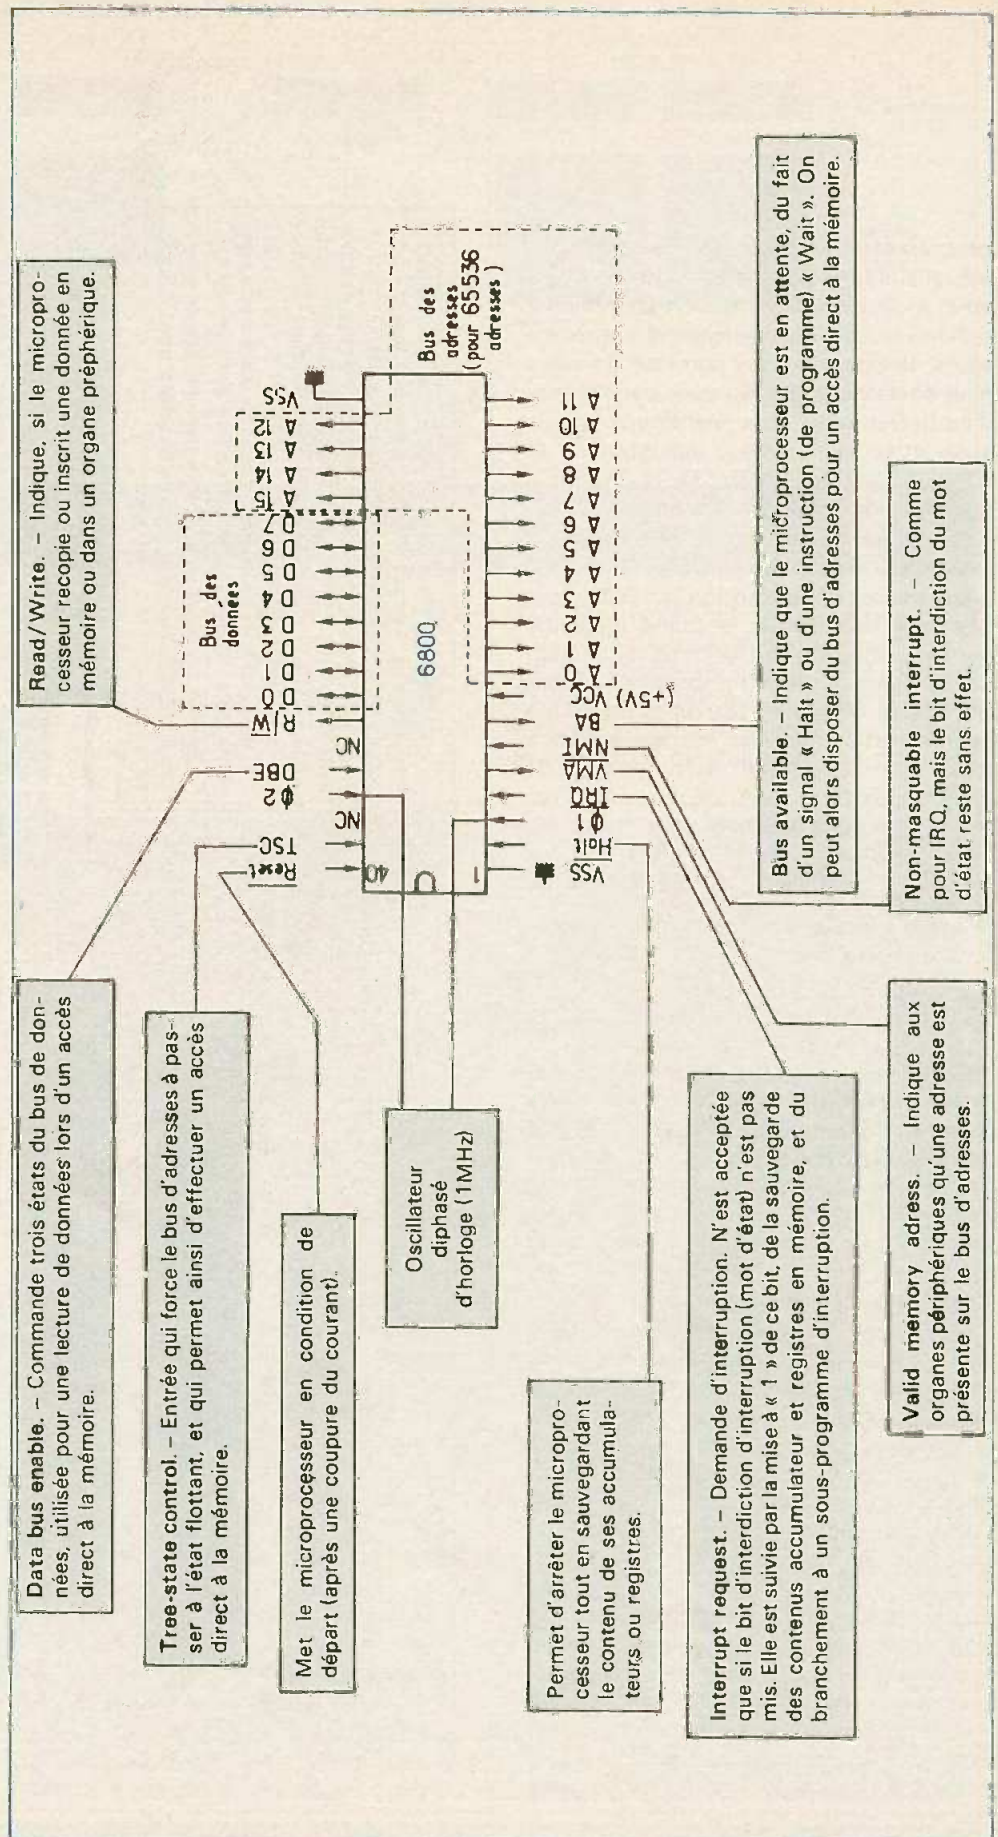 Data bus enable. – Commande trois états du bus de don-
nées, utilisée pour une lecture de données lors d'un accès
direct à la mémoire.
Read/Write. – Indique, si le micropro-
cesseur recopie ou inscrit une donnée en
mémoire ou dans un organe préphérique.
Tree-state control. – Entrée qui force le bus d'adresses à pas-
ser à l'état flottant, et qui permet ainsi d'effectuer un accès
direct à la mémoire.
Met le microprocesseur en condition de
départ (après une coupure du courant).
Oscillateur
diphasé
d'horloge (1MHz)
Reset
TSC
NC
ϕ2
DBE
NC
R/W
D0
D1
D2
D3
D4
D5
D6
D7
A 15
A 14
A 13
A 12
VSS
Bus des
données
Bus des
adresses
(pour 65536
adresses)
40
1
6800
VSS
Halt
ϕ1
IRQ
VMA
NMI
BA
VCC (+5V)
A 0
A 1
A 2
A 3
A 4
A 5
A 6
A 7
A 8
A 9
A 10
A 11
Permet d'arrêter le micropro-
cesseur tout en sauvegardant
le contenu de ses accumula-
teurs ou registres.
Interrupt request. – Demande d'interruption. N'est acceptée
que si le bit d'interdiction d'interruption (mot d'état) n'est pas
mis. Elle est suivie par la mise à « 1 » de ce bit, de la sauvegarde
des contenus accumulateur et registres en mémoire, et du
branchement à un sous-programme d'interruption.
Bus available. – Indique que le microprocesseur est en attente, du fait
d'un signal « Halt » ou d'une instruction (de programme) « Wait ». On
peut alors disposer du bus d'adresses pour un accès direct à la mémoire.
Valid memory adress. – Indique aux
organes périphériques qu'une adresse est
présente sur le bus d'adresses.
Non-masquable interrupt. – Comme
pour IRQ, mais le bit d'interdiction du mot
d'état reste sans effet.